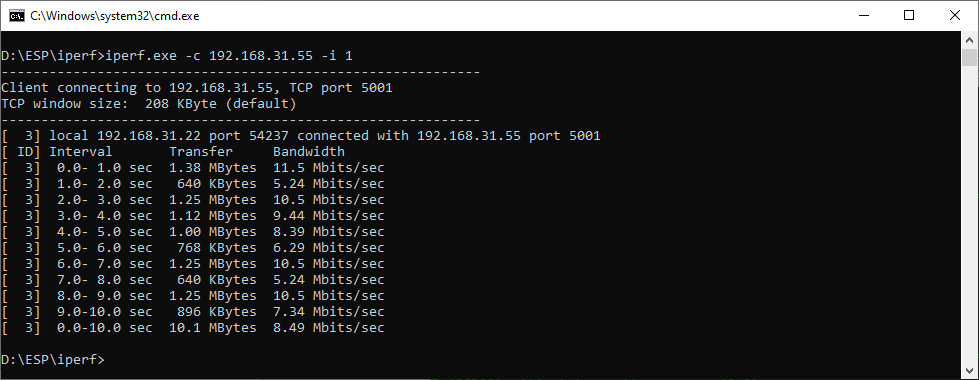 C:\Windows\system32\cmd.exe
D:\ESP\iperf>iperf.exe -c 192.168.31.55 -i 1
------------------------------------------------------------
Client connecting to 192.168.31.55, TCP port 5001
TCP window size:  208 KByte (default)
------------------------------------------------------------
[  3] local 192.168.31.22 port 54237 connected with 192.168.31.55 port 5001
[ ID] Interval       Transfer     Bandwidth
[  3]  0.0- 1.0 sec  1.38 MBytes  11.5 Mbits/sec
[  3]  1.0- 2.0 sec   640 KBytes  5.24 Mbits/sec
[  3]  2.0- 3.0 sec  1.25 MBytes  10.5 Mbits/sec
[  3]  3.0- 4.0 sec  1.12 MBytes  9.44 Mbits/sec
[  3]  4.0- 5.0 sec  1.00 MBytes  8.39 Mbits/sec
[  3]  5.0- 6.0 sec   768 KBytes  6.29 Mbits/sec
[  3]  6.0- 7.0 sec  1.25 MBytes  10.5 Mbits/sec
[  3]  7.0- 8.0 sec   640 KBytes  5.24 Mbits/sec
[  3]  8.0- 9.0 sec  1.25 MBytes  10.5 Mbits/sec
[  3]  9.0-10.0 sec   896 KBytes  7.34 Mbits/sec
[  3]  0.0-10.0 sec  10.1 MBytes  8.49 Mbits/sec
D:\ESP\iperf>